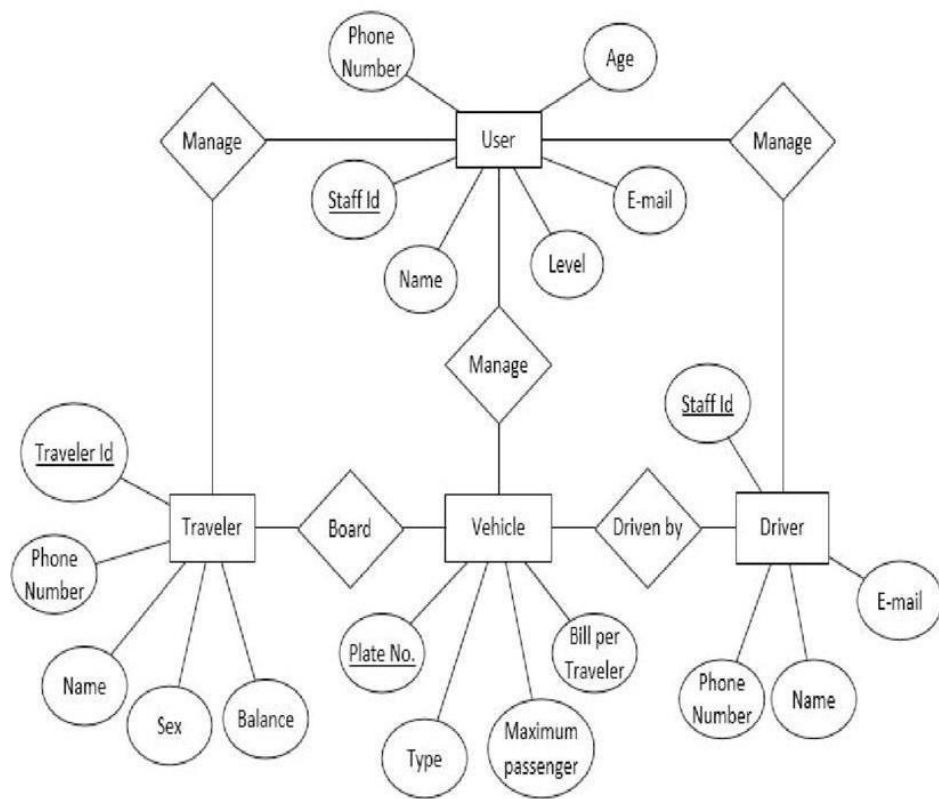 Phone
Number
Age
Manage
User
Manage
Staff Id
E-mail
Name
Level
Manage
Staff Id
Traveler Id
Traveler
Board
Vehicle
Driven by
Driver
Phone
Number
E-mail
Plate No.
Bill per
Traveler
Name
Sex
Balance
Phone
Number
Name
Type
Maximum
passenger